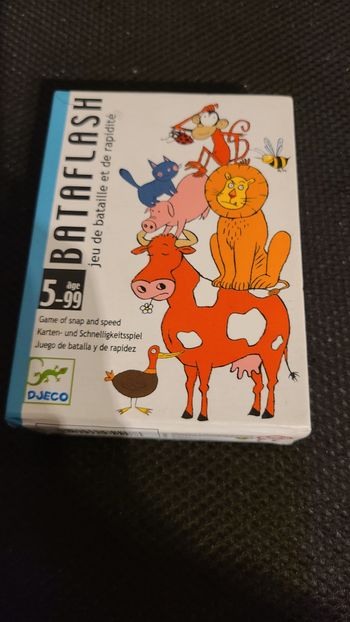 BATAFLASH
jeu de bataille et de rapidité
âge
5-99
Game of snap and speed
Karten- und Schnelligkeitsspiel
Juego de batalla y de rapidez
DJECO